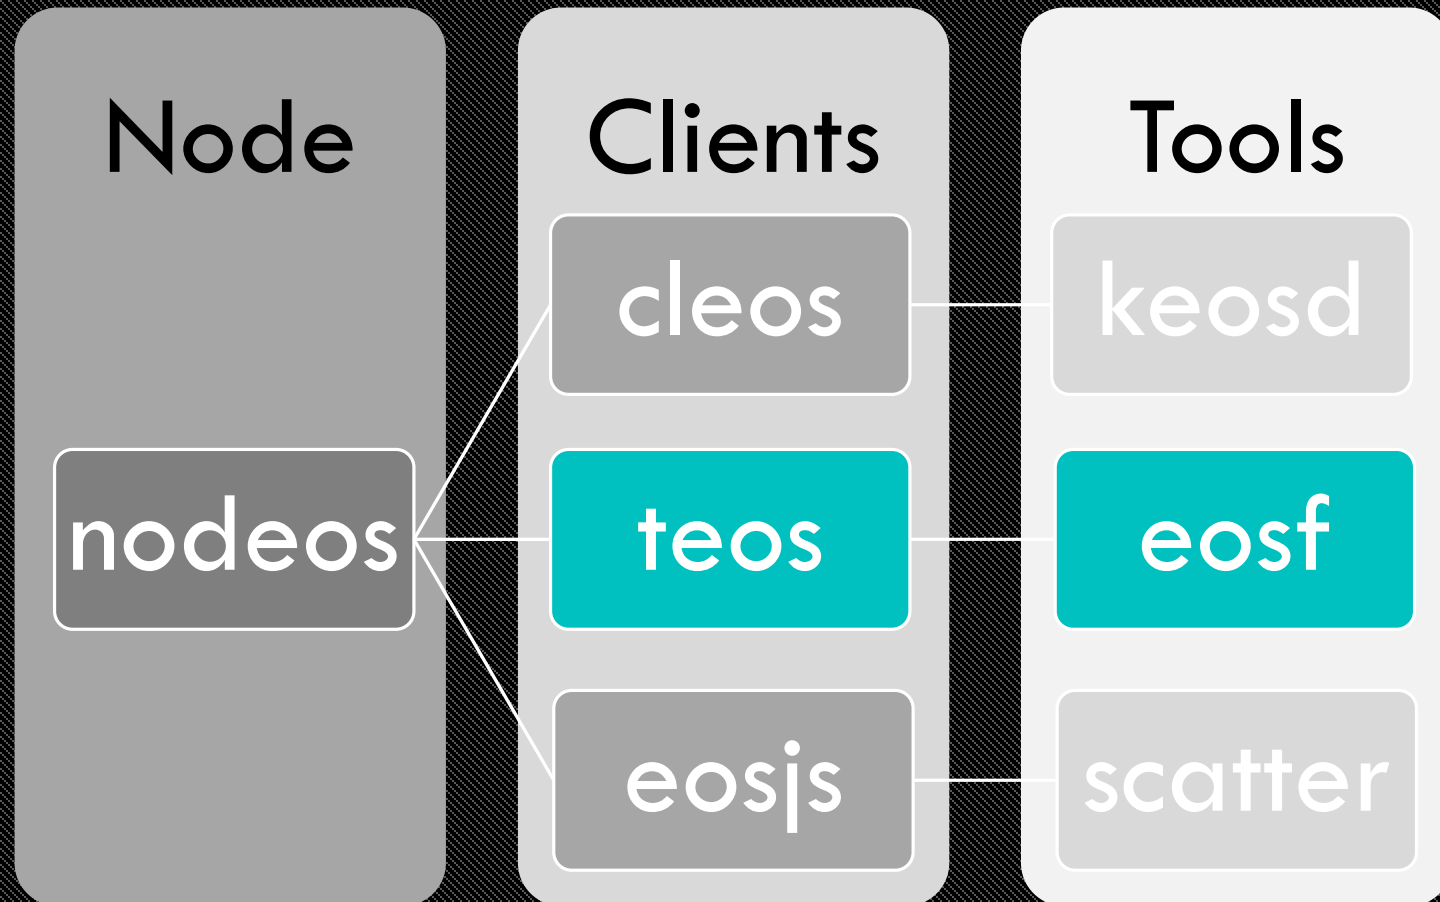 Node
Clients
Tools
cleos
keosd
nodeos
teos
eosf
eosjs
scatter